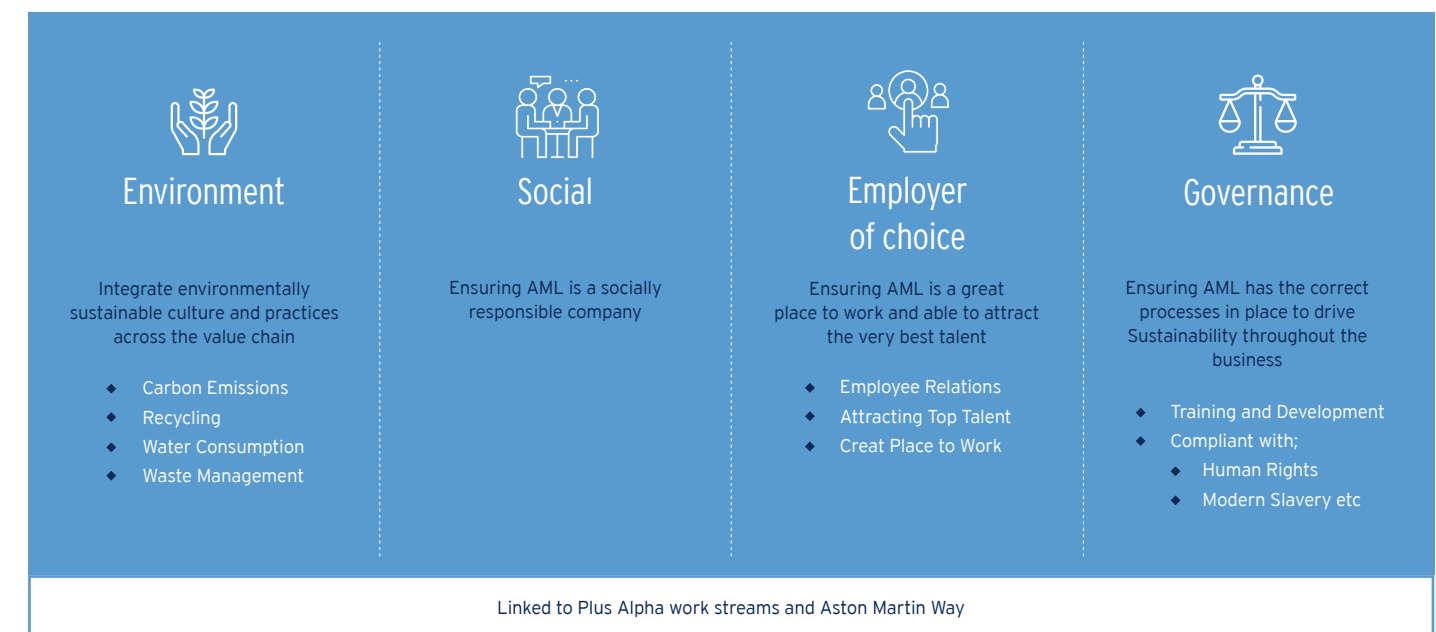 Environment
Integrate environmentally
sustainable culture and practices
across the value chain
Carbon Emissions
Recycling
Water Consumption
Waste Management
Social
Ensuring AML is a socially
responsible company
Employer
of choice
Ensuring AML is a great
place to work and able to attract
the very best talent
Employee Relations
Attracting Top Talent
Creat Place to Work
Governance
Ensuring AML has the correct
processes in place to drive
Sustainability throughout the
business
Training and Development
Compliant with;
Human Rights
Modern Slavery etc
Linked to Plus Alpha work streams and Aston Martin Way